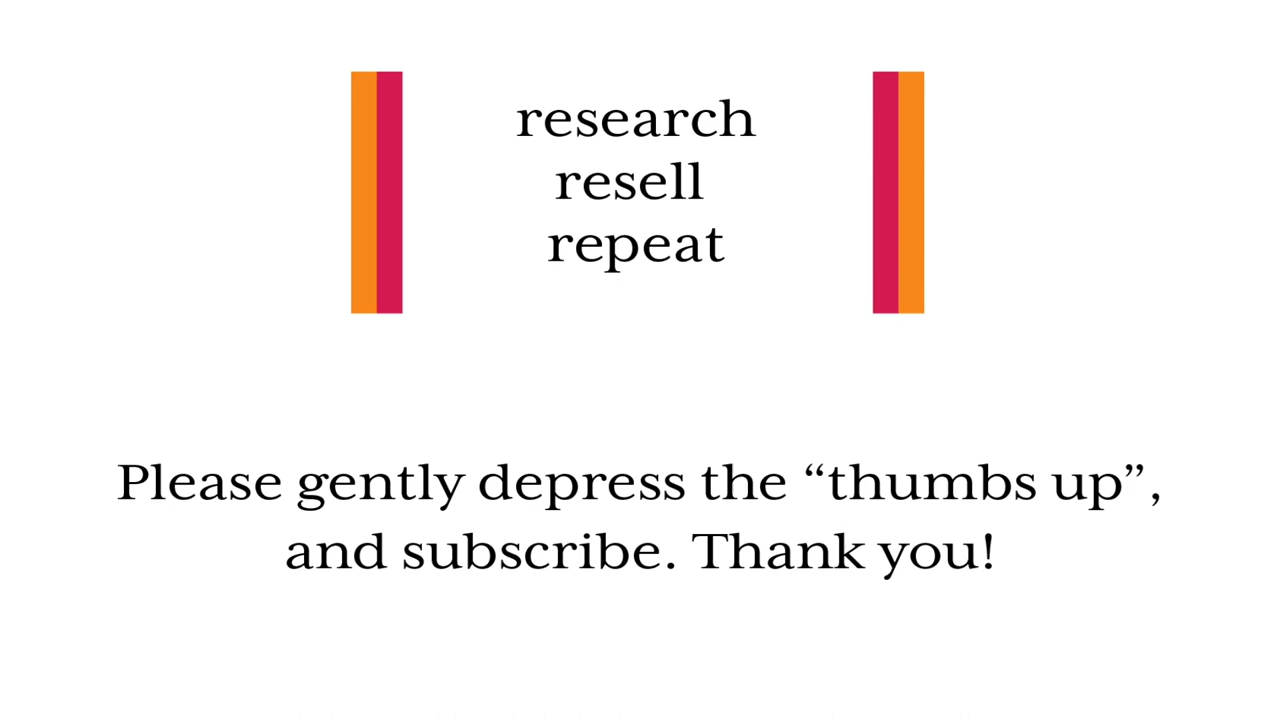 research
resell
repeat
Please gently depress the “thumbs up”,
and subscribe. Thank you!